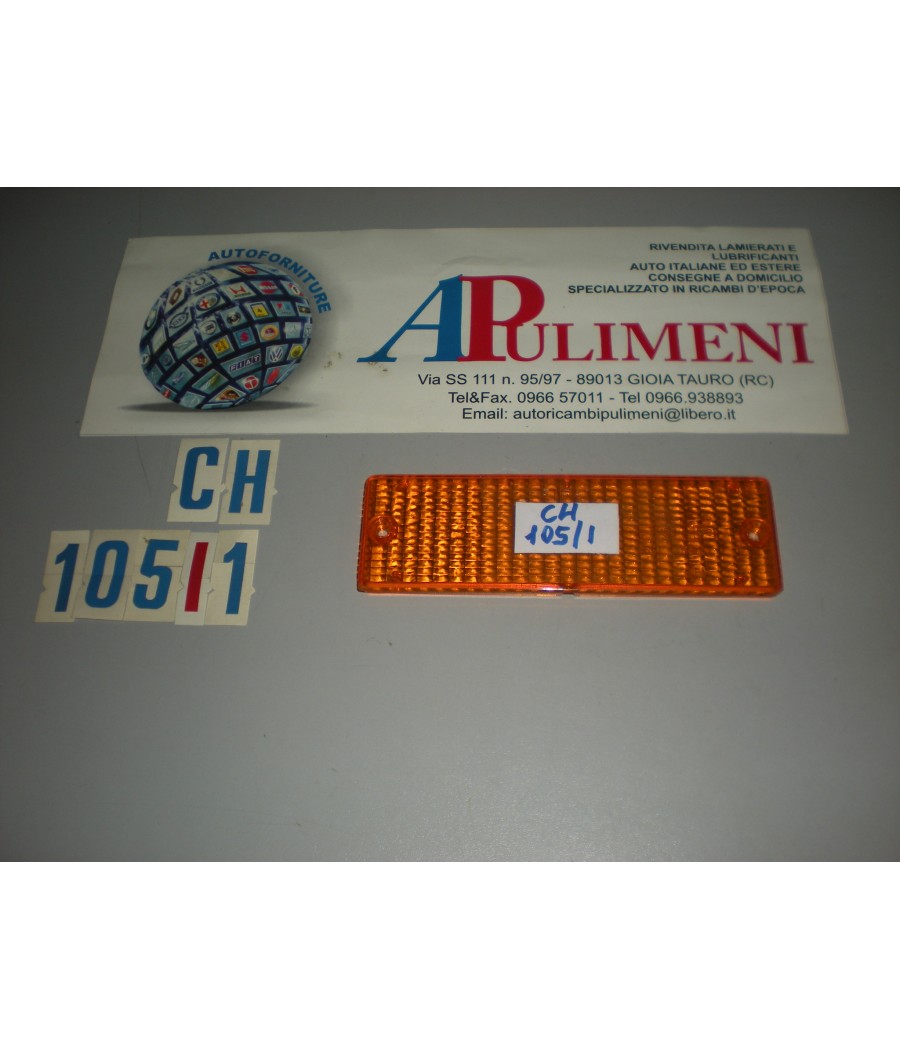 AUTOFORNITURE
RIVENDITA LAMIERATI E
LUBRIFICANTI
AUTO ITALIANE ED ESTERE
CONSEGNE A DOMICILIO
SPECIALIZZATO IN RICAMBI D'EPOCA
APULIMENI
Via SS 111 n. 95/97 - 89013 GIOIA TAURO (RC)
Tel&Fax. 0966 57011 - Tel 0966.938893
Email: autoricambipulimeni@libero.it
FIAT
CH
105/1
CH
105/1